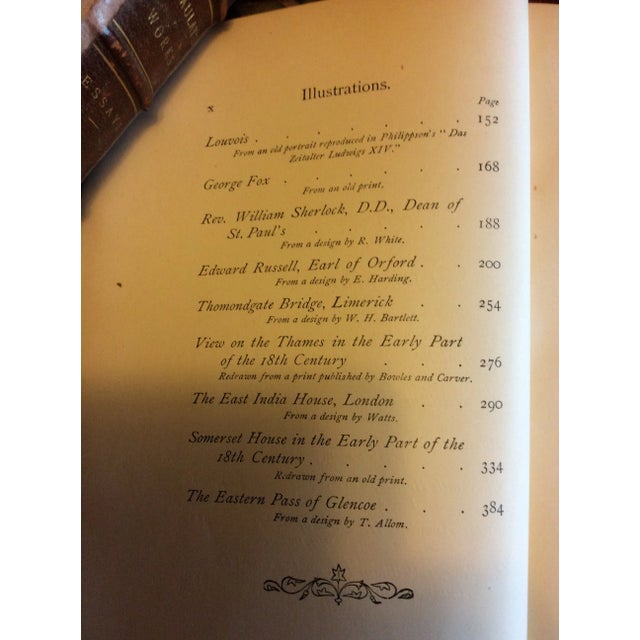 WORKS
ESSAYS
x
Illustrations.
Page
Louvois . . . . . . . 152
From an old portrait reproduced in Philippson's "Das
Zeitalter Ludwigs XIV."
George Fox . . . . . . . 168
From an old print.
Rev. William Sherlock, D.D., Dean of
St. Paul's . . . . . 188
From a design by R. White.
Edward Russell, Earl of Orford . . 200
From a design by E. Harding.
Thomondgate Bridge, Limerick . . 254
From a design by W. H. Bartlett.
View on the Thames in the Early Part
of the 18th Century . . . 276
Redrawn from a print published by Bowles and Carver.
The East India House, London . . 290
From a design by Watts.
Somerset House in the Early Part of the
18th Century . . . . . 334
Redrawn from an old print.
The Eastern Pass of Glencoe . . . 384
From a design by T. Allom.